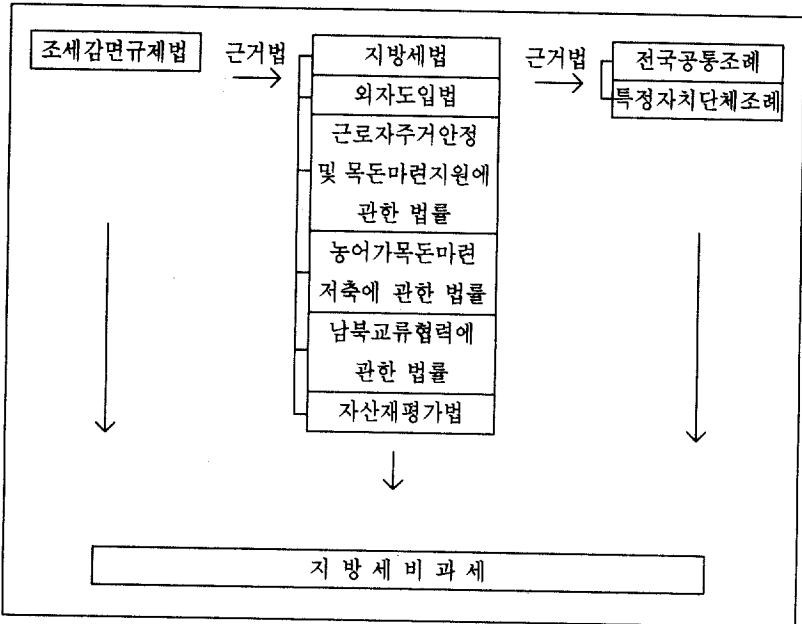 조세감면규제법
근거법
지방세법
외자도입법
근로자주거안정
및 목돈마련지원에
관한 법률
농어가목돈마련
저축에 관한 법률
남북교류협력에
관한 법률
자산재평가법
근거법
전국공통조례
특정자치단체조례
지 방 세 비 과 세